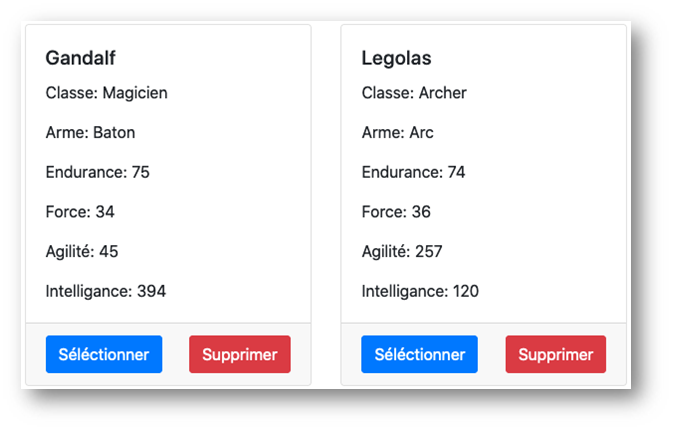 Gandalf
Classe: Magicien
Arme: Baton
Endurance: 75
Force: 34
Agilité: 45
Intelligance: 394
Séléctionner
Supprimer
Legolas
Classe: Archer
Arme: Arc
Endurance: 74
Force: 36
Agilité: 257
Intelligance: 120
Séléctionner
Supprimer